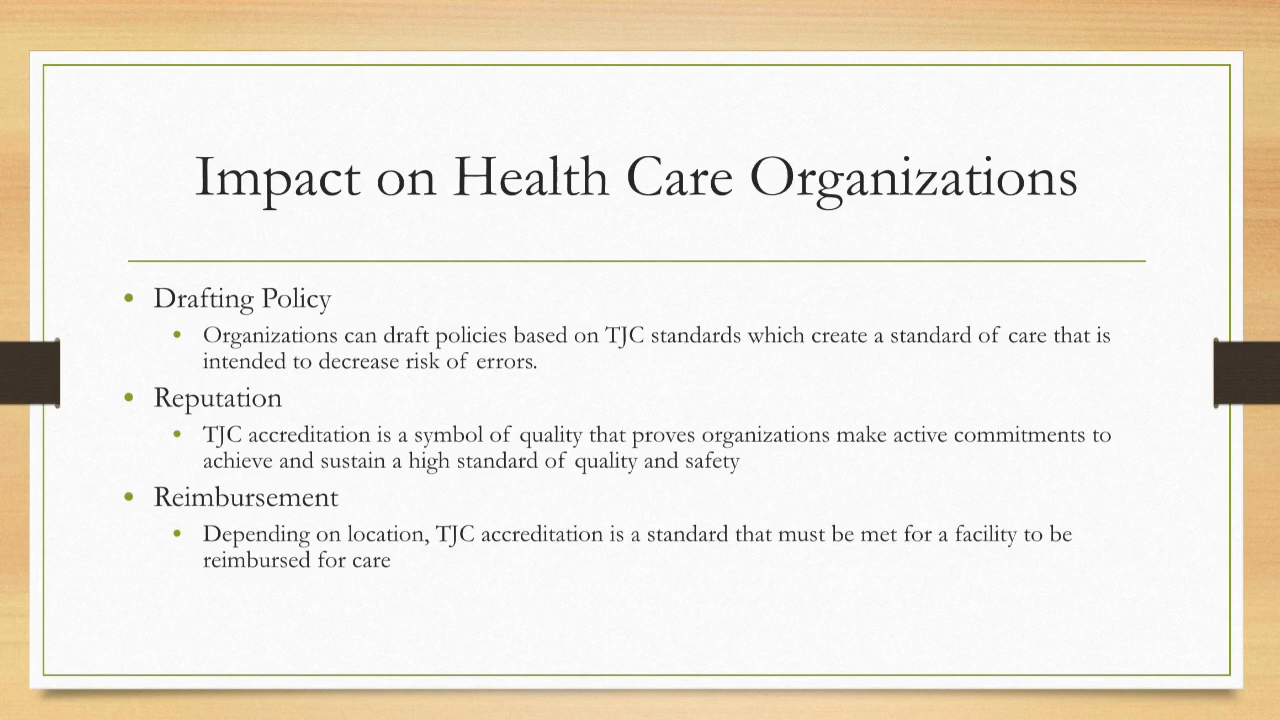 Impact on Health Care Organizations
• Drafting Policy
• Organizations can draft policies based on TJC standards which create a standard of care that is
intended to decrease risk of errors.
• Reputation
• TJC accreditation is a symbol of quality that proves organizations make active commitments to
achieve and sustain a high standard of quality and safety
• Reimbursement
• Depending on location, TJC accreditation is a standard that must be met for a facility to be
reimbursed for care